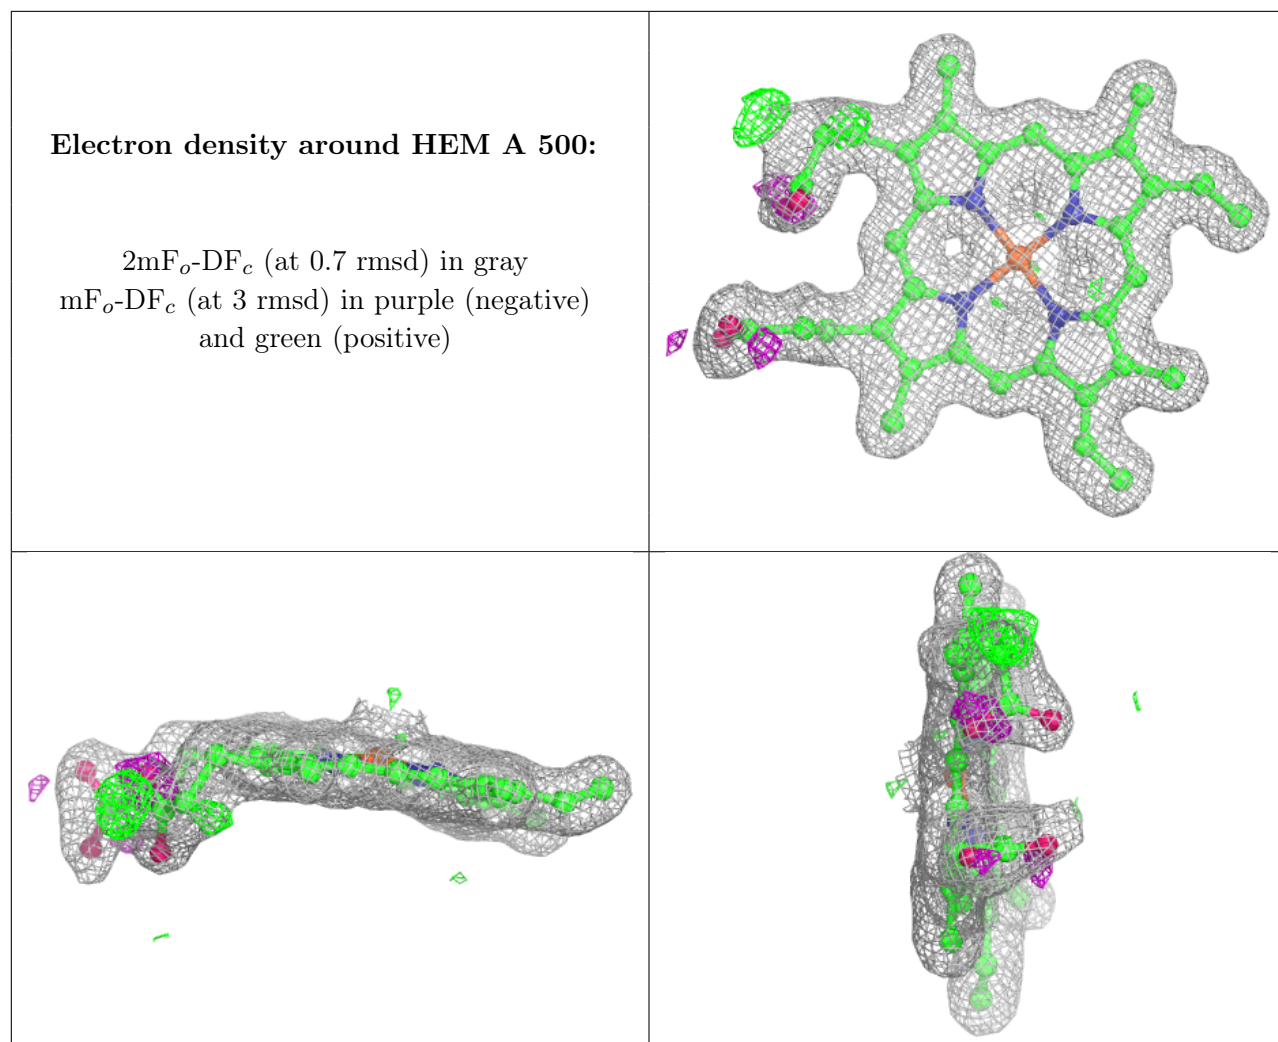 Electron density around HEM A 500:
2mFo-DFc (at 0.7 rmsd) in gray
mFo-DFc (at 3 rmsd) in purple (negative)
and green (positive)